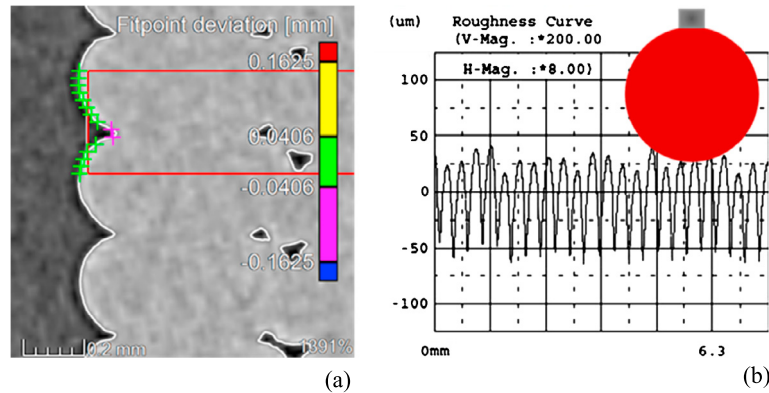 Fitpoint deviation [mm]
0.1625
0.0406
-0.0406
-0.1625
0.2 mm
1891%
(a)
(um)
Roughness Curve
(V-Mag. :*200.00
H-Mag. :*8.00)
100
50
0
-50
-100
0mm
6.3
(b)